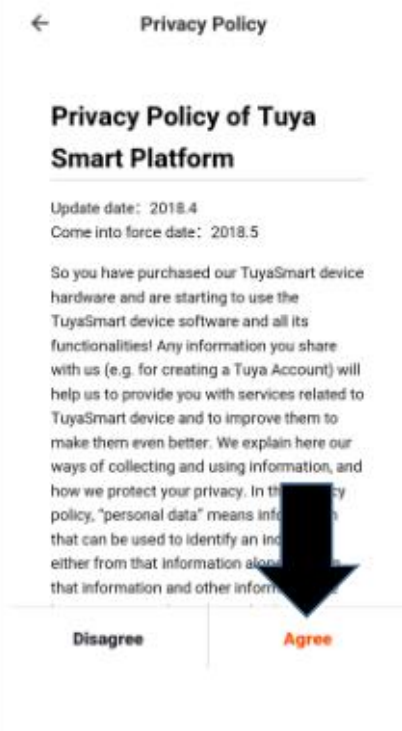 Privacy Policy
Privacy Policy of Tuya
Smart Platform
Update date: 2018.4
Come into force date: 2018.5
So you have purchased our TuyaSmart device
hardware and are starting to use the
TuyaSmart device software and all its
functionalities! Any information you share
with us (e.g. for creating a Tuya Account) will
help us to provide you with services related to
TuyaSmart device and to improve them to
make them even better. We explain here our
ways of collecting and using information, and
how we protect your privacy. In
policy, "personal data" means
that can be used to identify an
either from that information
that information and other
Disagree
Agree